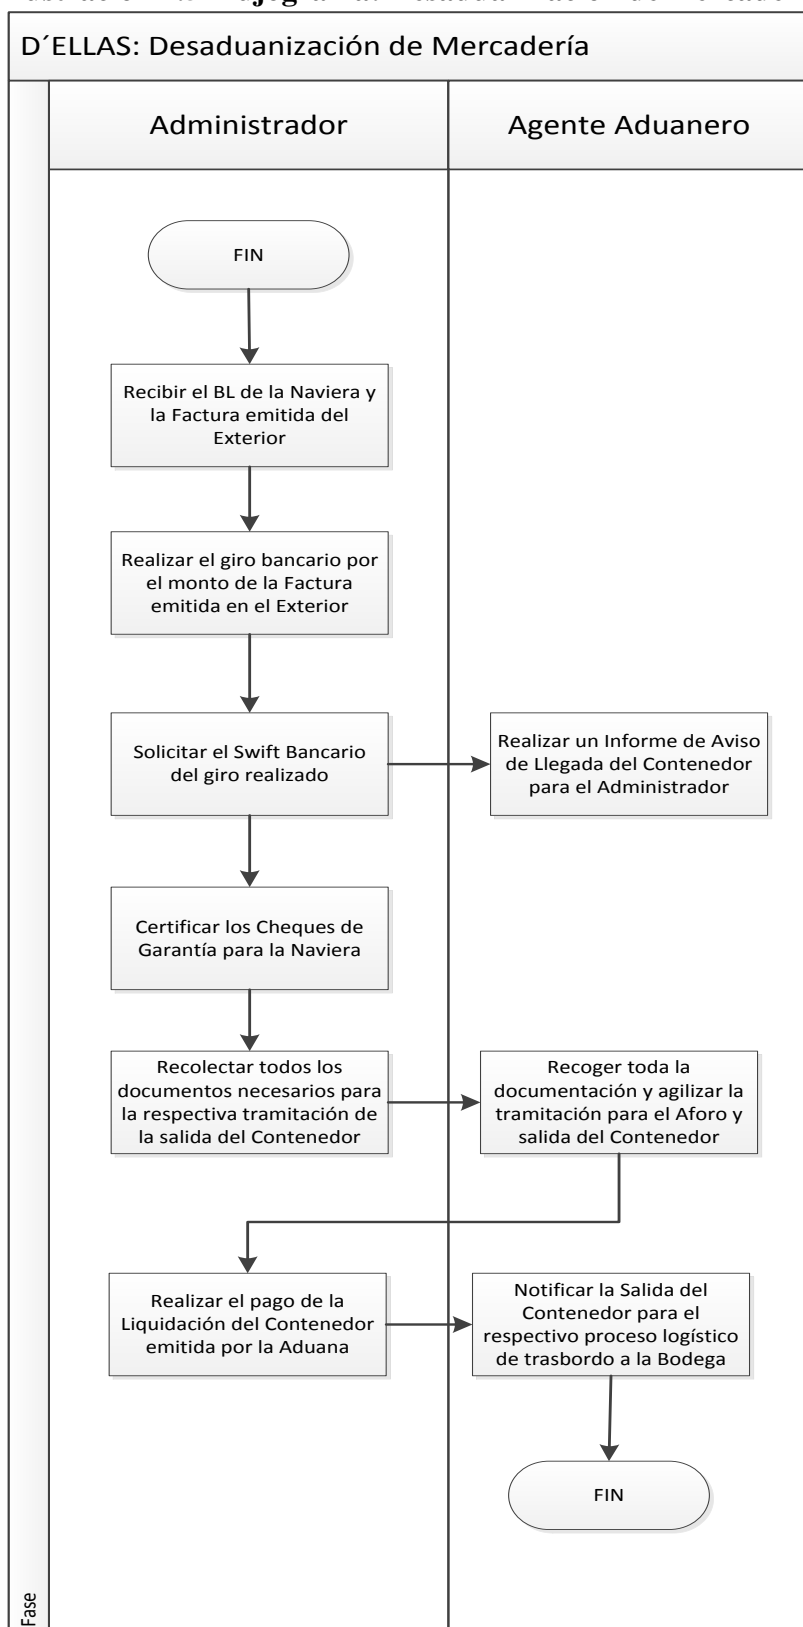 D´ELLAS: Desaduanización de Mercadería
Administrador
Agente Aduanero
FIN
Recibir el BL de la Naviera y
la Factura emitida del
Exterior
Realizar el giro bancario por
el monto de la Factura
emitida en el Exterior
Solicitar el Swift Bancario
del giro realizado
Realizar un Informe de Aviso
de Llegada del Contenedor
para el Administrador
Certificar los Cheques de
Garantía para la Naviera
Recolectar todos los
documentos necesarios para
la respectiva tramitación de
la salida del Contenedor
Recoger toda la
documentación y agilizar la
tramitación para el Aforo y
salida del Contenedor
Realizar el pago de la
Liquidación del Contenedor
emitida por la Aduana
Notificar la Salida del
Contenedor para el
respectivo proceso logístico
de trasbordo a la Bodega
FIN
Fase